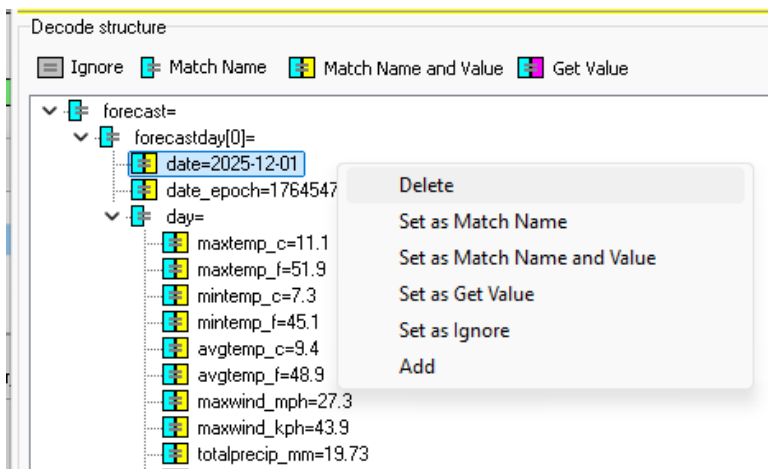 Decode structure
Ignore Match Name Match Name and Value Get Value
forecast=
forecastday[0]=
date=2025-12-01
date_epoch=1764547
day=
maxtemp_c=11.1
maxtemp_f=51.9
mintemp_c=7.3
mintemp_f=45.1
avgtemp_c=9.4
avgtemp_f=48.9
maxwind_mph=27.3
maxwind_kph=43.9
totalprecip_mm=19.73
Delete
Set as Match Name
Set as Match Name and Value
Set as Get Value
Set as Ignore
Add